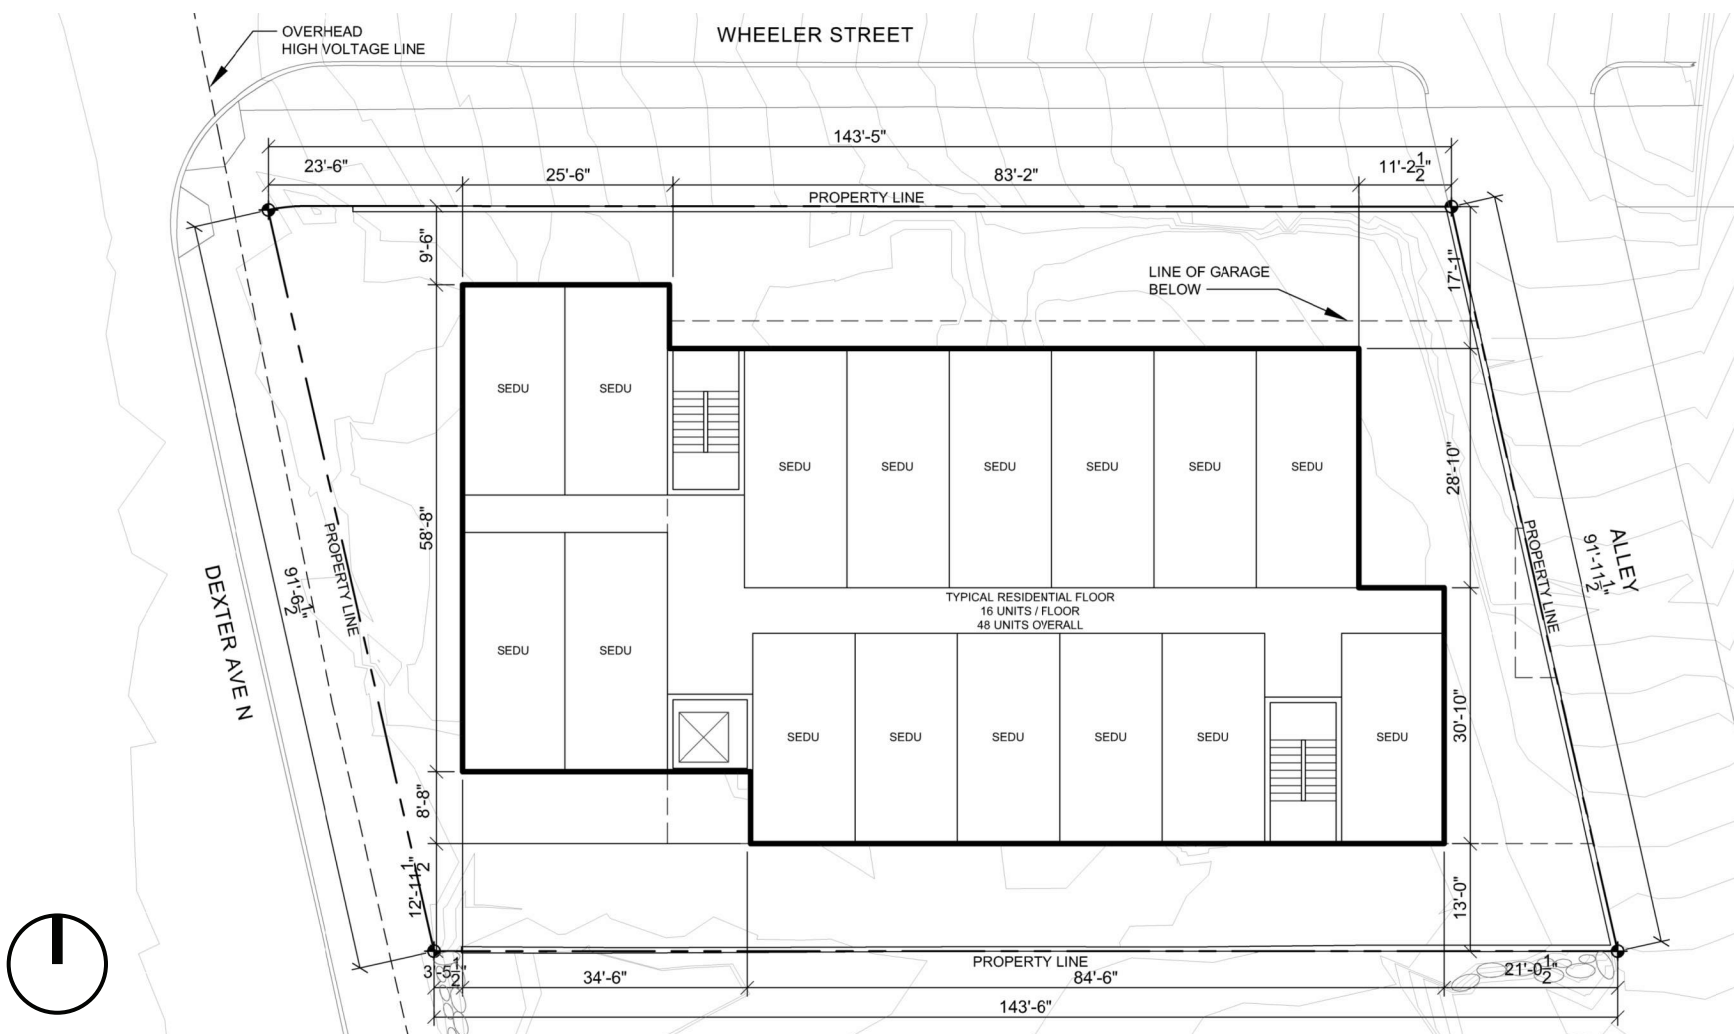 OVERHEAD
HIGH VOLTAGE LINE
WHEELER STREET
143'-5"
23'-6"
25'-6"
83'-2"
11'-2½"
PROPERTY LINE
9'-6"
17'-1"
LINE OF GARAGE
BELOW
SEDU
SEDU
SEDU
SEDU
SEDU
SEDU
SEDU
SEDU
28'-10"
58'-8"
PROPERTY LINE
91'-6½"
DEXTER AVE N
PROPERTY LINE
91'-11½"
ALLEY
TYPICAL RESIDENTIAL FLOOR
16 UNITS / FLOOR
48 UNITS OVERALL
SEDU
SEDU
SEDU
SEDU
SEDU
SEDU
SEDU
SEDU
30'-10"
8'-8"
12'-11½"
13'-0"
PROPERTY LINE
3'-5½"
34'-6"
84'-6"
21'-0½"
143'-6"